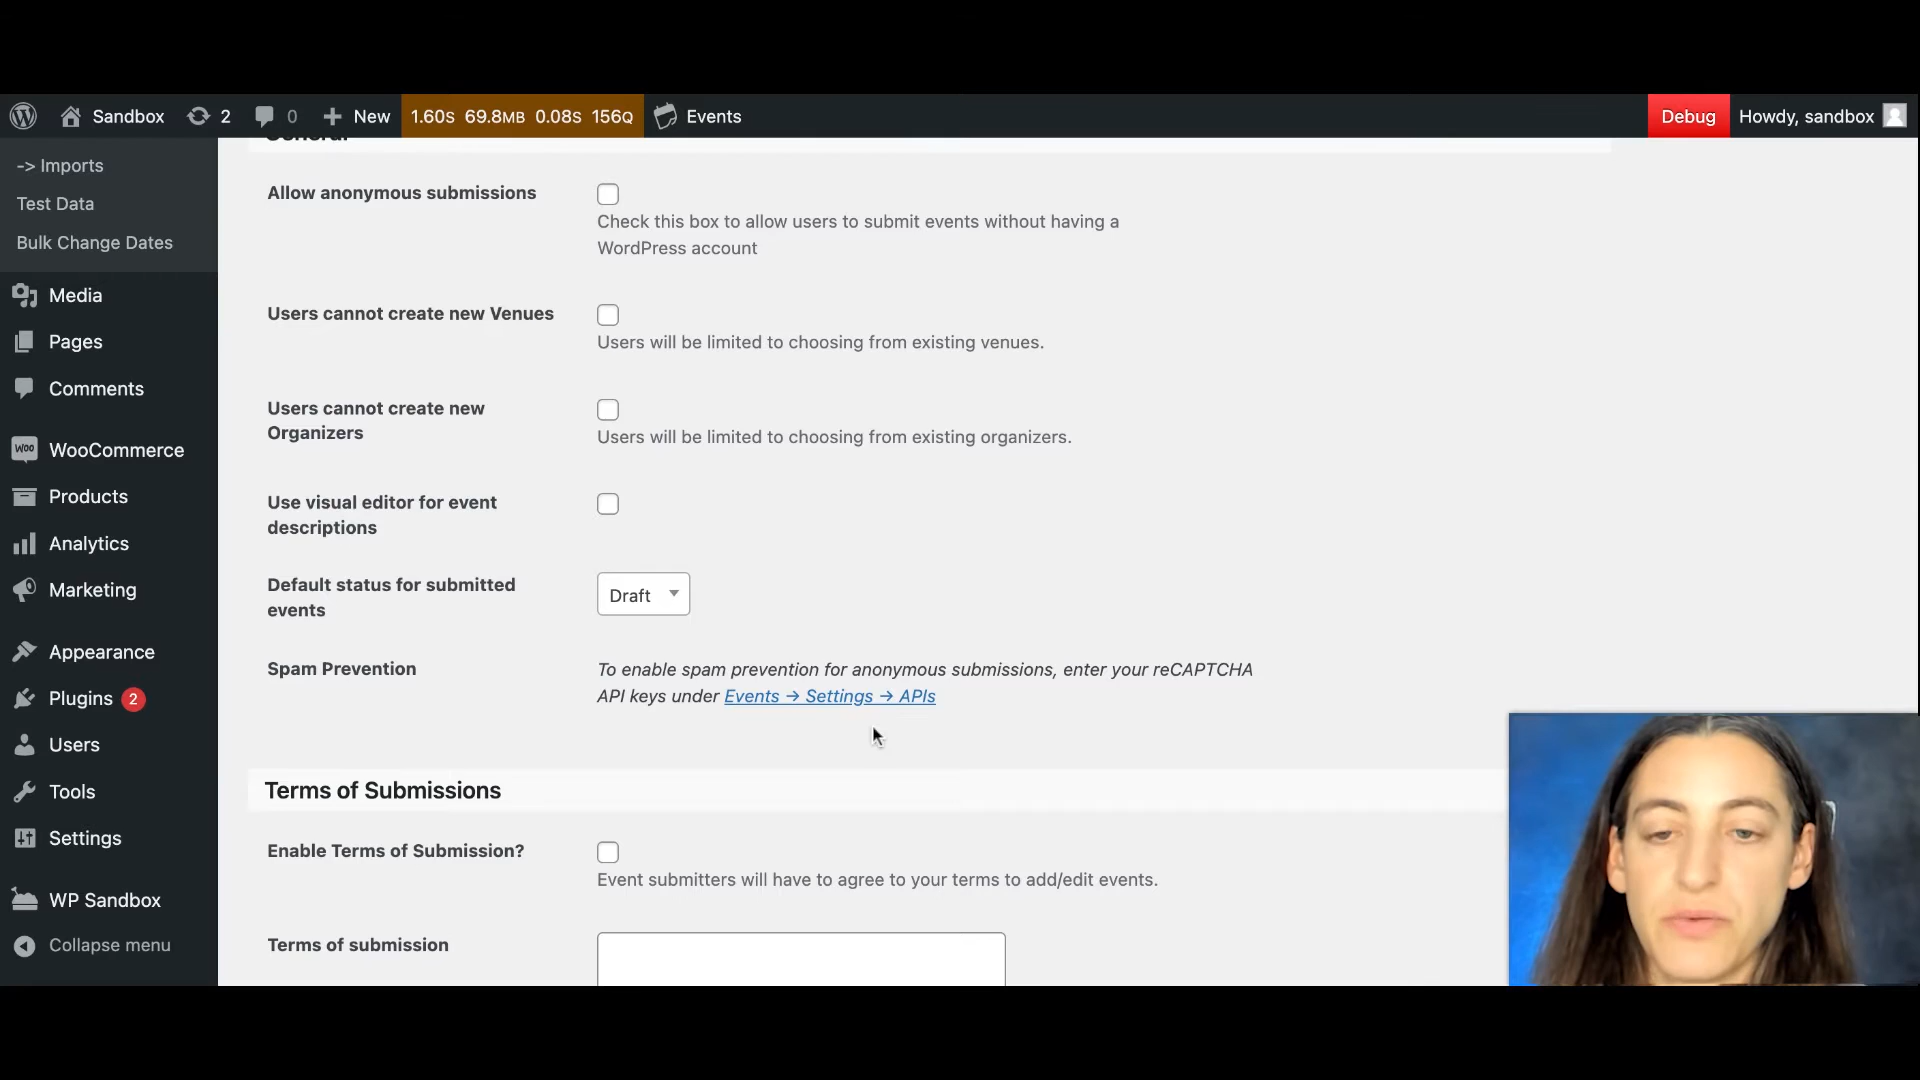 Sandbox 2 0 New 1.60S 69.8MB 0.08S 156Q Events Debug Howdy, sandbox
-> Imports
Test Data
Bulk Change Dates
Media
Pages
Comments
WooCommerce
Products
Analytics
Marketing
Appearance
Plugins 2
Users
Tools
Settings
WP Sandbox
Collapse menu
General
Allow anonymous submissions
Check this box to allow users to submit events without having a
WordPress account
Users cannot create new Venues
Users will be limited to choosing from existing venues.
Users cannot create new
Organizers
Users will be limited to choosing from existing organizers.
Use visual editor for event
descriptions
Default status for submitted
events
Draft
Spam Prevention
To enable spam prevention for anonymous submissions, enter your reCAPTCHA
API keys under Events → Settings → APIs
Terms of Submissions
Enable Terms of Submission?
Event submitters will have to agree to your terms to add/edit events.
Terms of submission